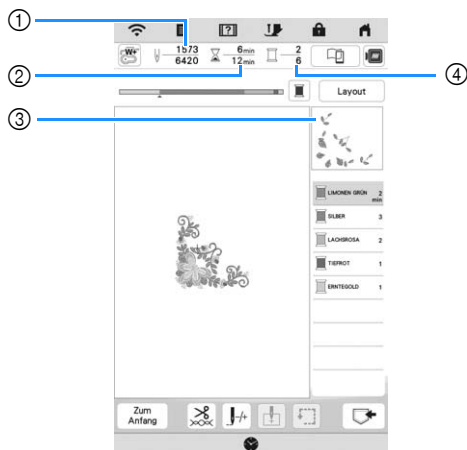 ①
W+
1573 6min 2
6420 12min 6
②
④
③
Layout
LIMONEN GRÜN 2 min
SILBER 3
LACHSROSA 2
TIEFROT 1
ERNTEGOLD 1
Zum
Anfang
-/+